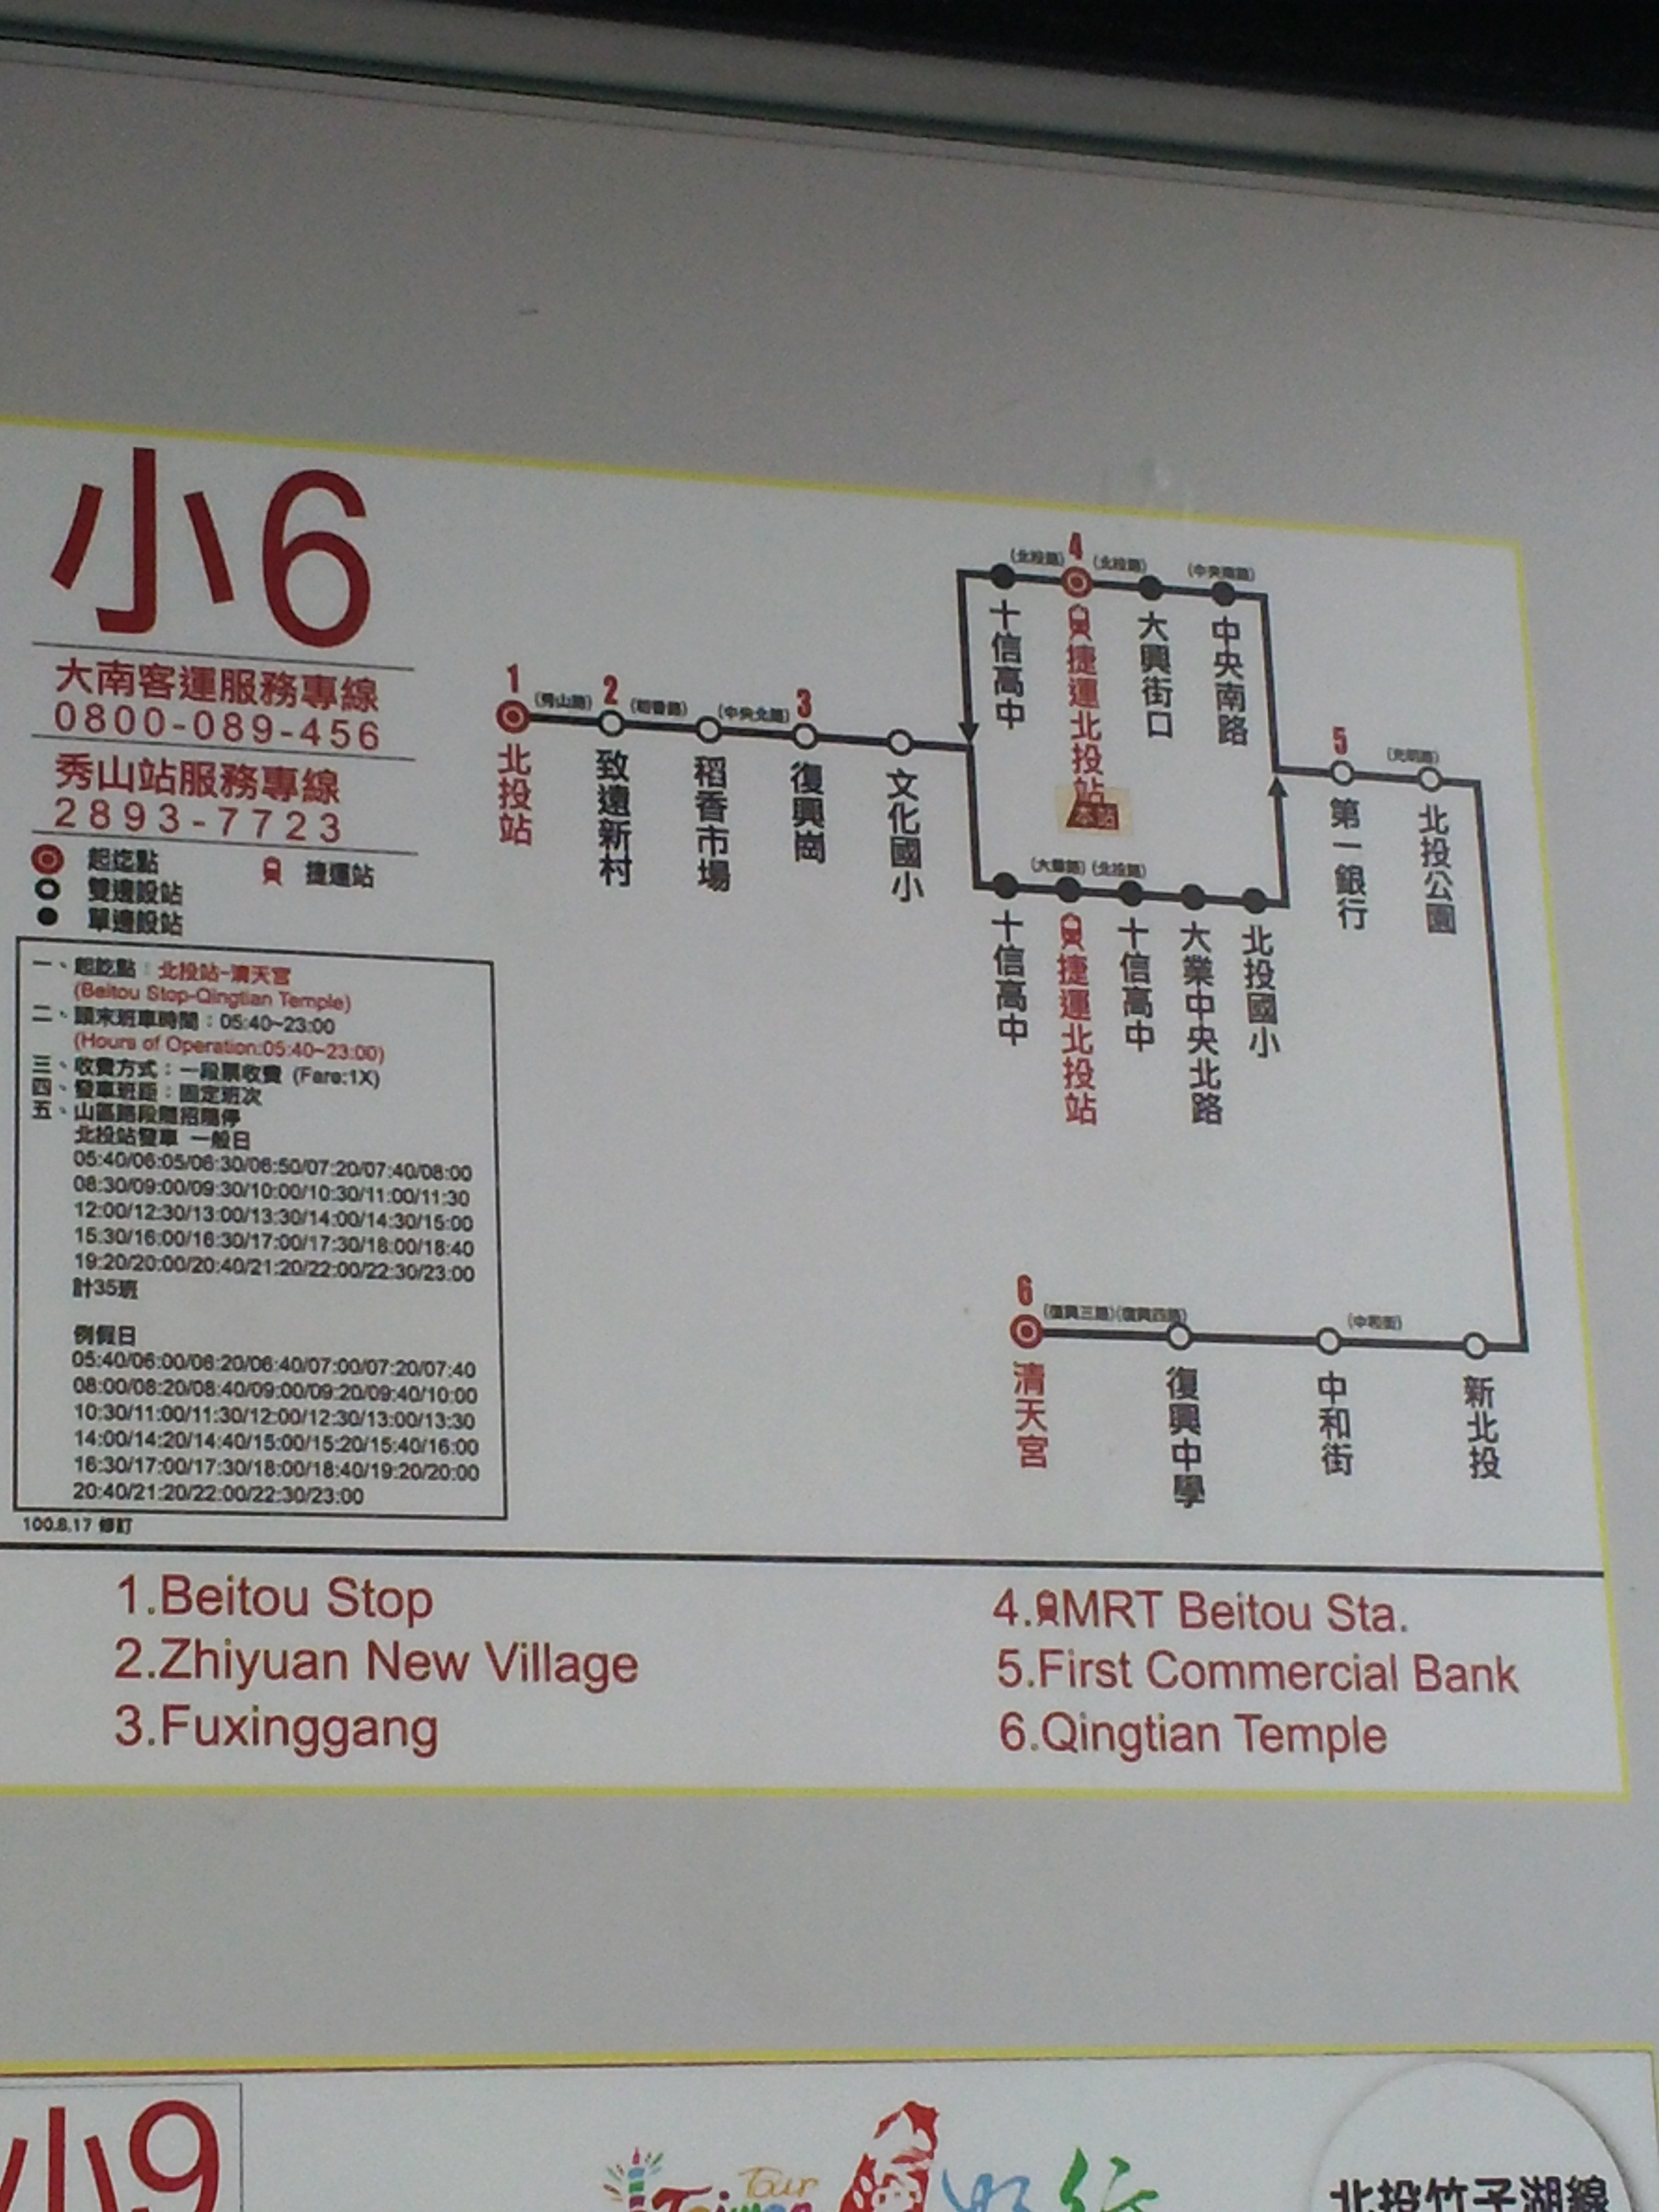 小6
大南客運服務專線
0800-089-456
秀山站服務專線
2893-7723
起迄點
捷運站
雙邊設站
單邊設站
一、起訖點：北投站-清天宮
(Beitou Stop-Qingtian Temple)
二、頭末班車時間：05:40~23:00
(Hours of Operation:05:40~23:00)
三、收費方式：一段票收費 (Fare:1X)
四、發車班距：固定班次
五、山區路段隨招隨停
北投站發車 一般日
05:40/06:05/06:30/06:50/07:20/07:40/08:00
08:30/09:00/09:30/10:00/10:30/11:00/11:30
12:00/12:30/13:00/13:30/14:00/14:30/15:00
15:30/16:00/16:30/17:00/17:30/18:00/18:40
19:20/20:00/20:40/21:20/22:00/22:30/23:00
計35班
例假日
05:40/06:00/06:20/06:40/07:00/07:20/07:40
08:00/08:20/08:40/09:00/09:20/09:40/10:00
10:30/11:00/11:30/12:00/12:30/13:00/13:30
14:00/14:20/14:40/15:00/15:20/15:40/16:00
16:30/17:00/17:30/18:00/18:40/19:20/20:00
20:40/21:20/22:00/22:30/23:00
100.8.17 修訂
1
北投站
(秀山路)
2
致遠新村
(稻香路)
稻香市場
(中央北路)
3
復興崗
文化國小
十信高中
(北投路)
4
捷運北投站
本站
(北投路)
大興街口
(中央南路)
中央南路
十信高中
(大業路)
捷運北投站
(北投路)
十信高中
大業中央北路
北投國小
5
第一銀行
(光明路)
北投公園
新北投
(中和街)
中和街
復興中學
(復興三路)(復興四路)
6
清天宮
1.Beitou Stop
2.Zhiyuan New Village
3.Fuxinggang
4.MRT Beitou Sta.
5.First Commercial Bank
6.Qingtian Temple
小9
Tour
Taiwan
好行
北投竹子湖線